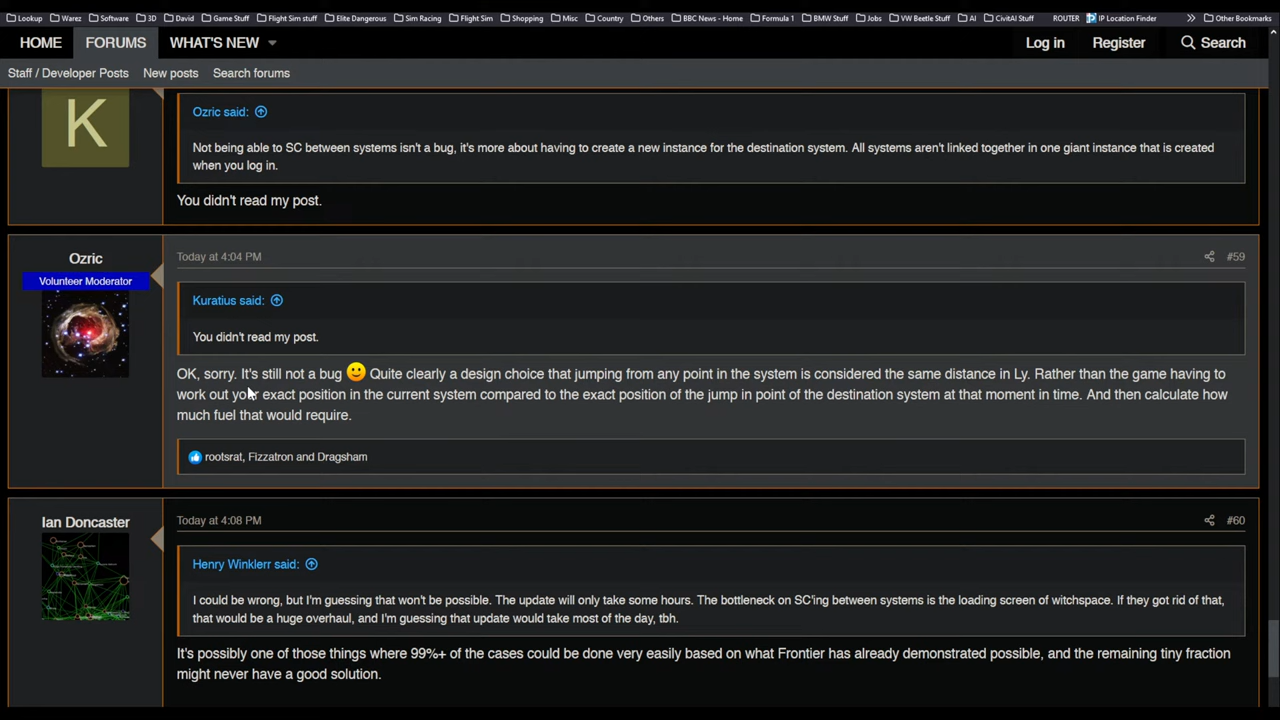 Lookup Warez Software 3D David Game Stuff Flight Sim stuff Elite Dangerous Sim Racing Flight Sim Shopping Misc Country Others BBC News - Home Formula 1 BMW Stuff Jobs VW Beetle Stuff AI CivitAI Stuff ROUTER IP Location Finder Other Bookmarks
HOME FORUMS WHAT'S NEW Log in Register Search
Staff / Developer Posts New posts Search forums
K
Ozric said:
Not being able to SC between systems isn't a bug, it's more about having to create a new instance for the destination system. All systems aren't linked together in one giant instance that is created
when you log in.
You didn't read my post.
Ozric
Volunteer Moderator
Today at 4:04 PM #59
Kuratius said:
You didn't read my post.
OK, sorry. It's still not a bug 🙂 Quite clearly a design choice that jumping from any point in the system is considered the same distance in Ly. Rather than the game having to
work out your exact position in the current system compared to the exact position of the jump in point of the destination system at that moment in time. And then calculate how
much fuel that would require.
rootsrat, Fizzatron and Dragsham
Ian Doncaster
Today at 4:08 PM #60
Henry Winklerr said:
I could be wrong, but I'm guessing that won't be possible. The update will only take some hours. The bottleneck on SC'ing between systems is the loading screen of witchspace. If they got rid of that,
that would be a huge overhaul, and I'm guessing that update would take most of the day, tbh.
It's possibly one of those things where 99%+ of the cases could be done very easily based on what Frontier has already demonstrated possible, and the remaining tiny fraction
might never have a good solution.